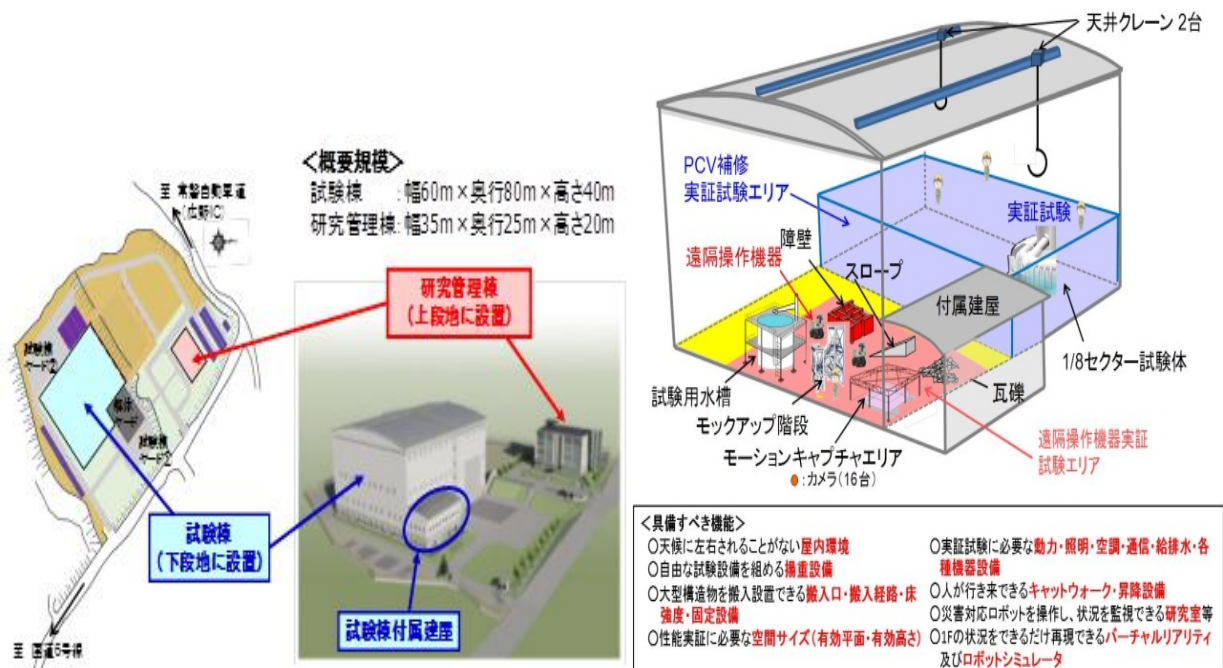 <概要規模>
試験棟 :幅60m×奥行80m×高さ40m
研究管理棟:幅35m×奥行25m×高さ20m
至 常磐自動車道
(広野IC)
研究管理棟
(上段地に設置)
試験棟
ヤード
試験棟
ヤード
試験棟
(下段地に設置)
試験棟付属建屋
至 国道6号線
天井クレーン 2台
PCV補修
実証試験エリア
実証試験
障壁
遠隔操作機器
スロープ
付属建屋
1/8セクター試験体
試験用水槽
瓦礫
モックアップ階段
モーションキャプチャエリア
:カメラ(16台)
遠隔操作機器実証
試験エリア
<具備すべき機能>
○天候に左右されることがない屋内環境
○自由な試験設備を組める揚重設備
○大型構造物を搬入設置できる搬入口・搬入経路・床
強度・固定設備
○性能実証に必要な空間サイズ(有効平面・有効高さ)
○実証試験に必要な動力・照明・空調・通信・給排水・各
種機器設備
○人が行き来できるキャットウォーク・昇降設備
○災害対応ロボットを操作し、状況を監視できる研究室等
○1Fの状況をできるだけ再現できるバーチャルリアリティ
及びロボットシミュレータ